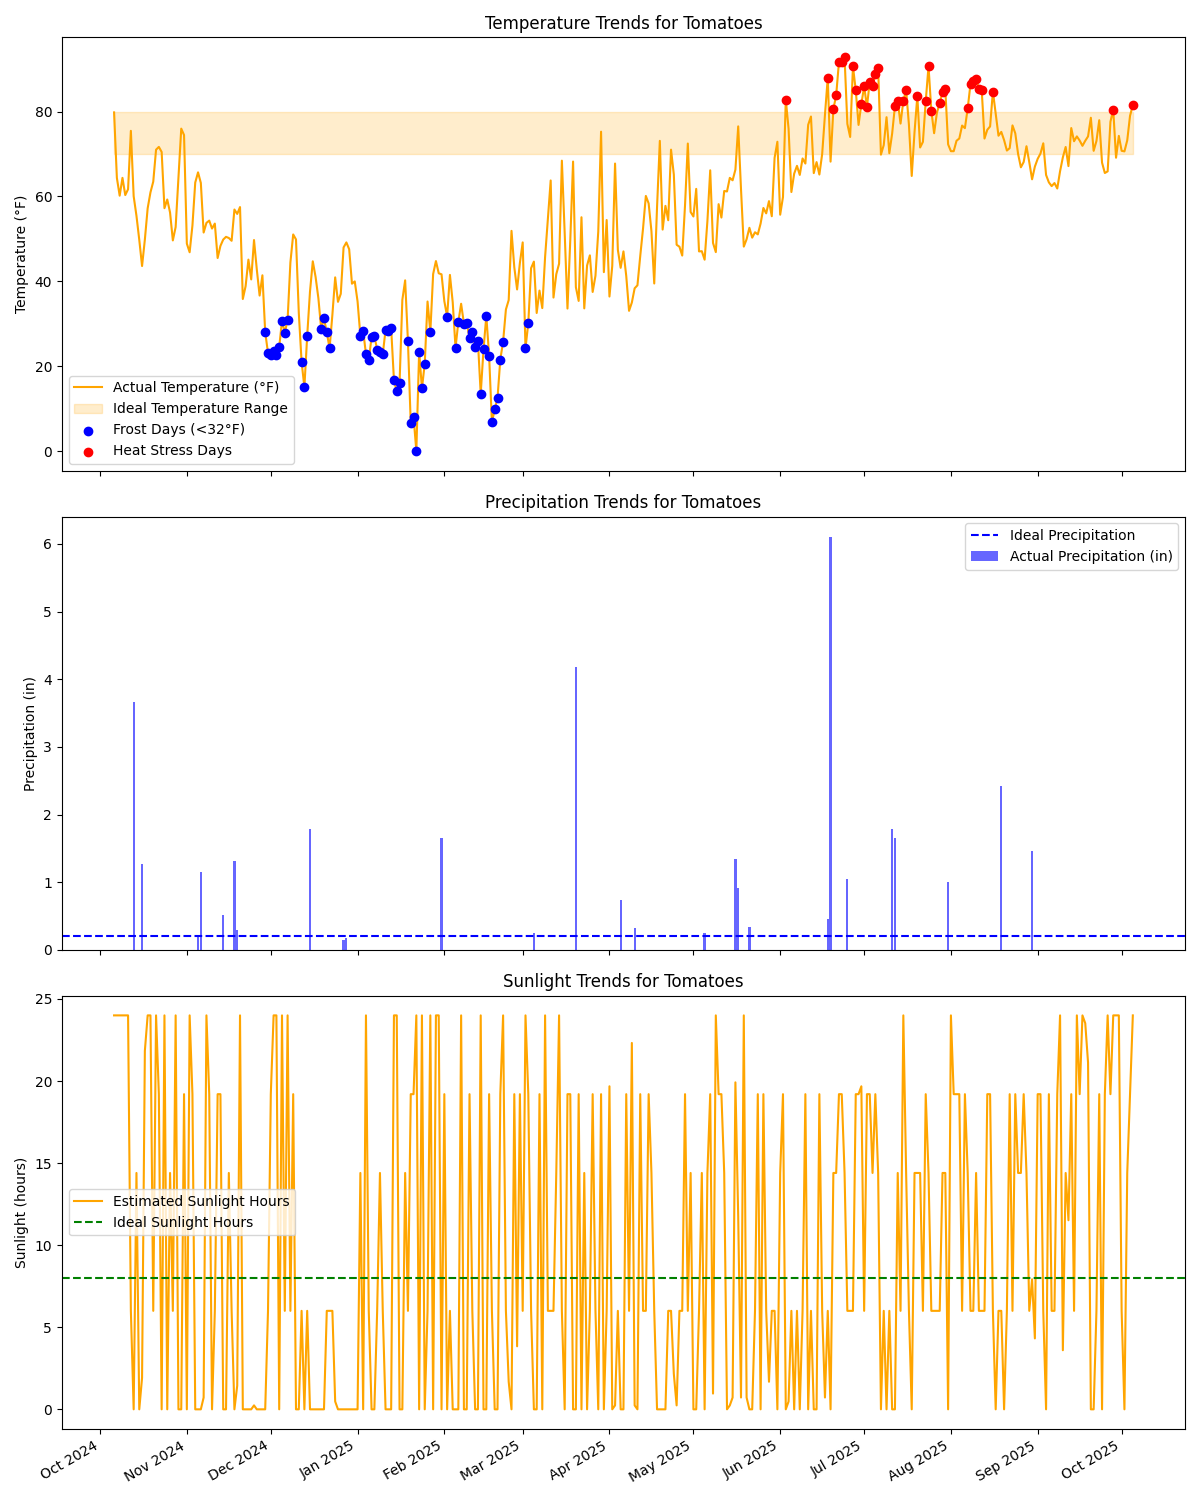 Temperature Trends for Tomatoes
Temperature (°F)
80
60
40
20
0
Actual Temperature (°F)
Ideal Temperature Range
Frost Days (<32°F)
Heat Stress Days
Precipitation Trends for Tomatoes
Precipitation (in)
6
5
4
3
2
1
0
Ideal Precipitation
Actual Precipitation (in)
Sunlight Trends for Tomatoes
Sunlight (hours)
25
20
15
10
5
0
Estimated Sunlight Hours
Ideal Sunlight Hours
Oct 2024
Nov 2024
Dec 2024
Jan 2025
Feb 2025
Mar 2025
Apr 2025
May 2025
Jun 2025
Jul 2025
Aug 2025
Sep 2025
Oct 2025